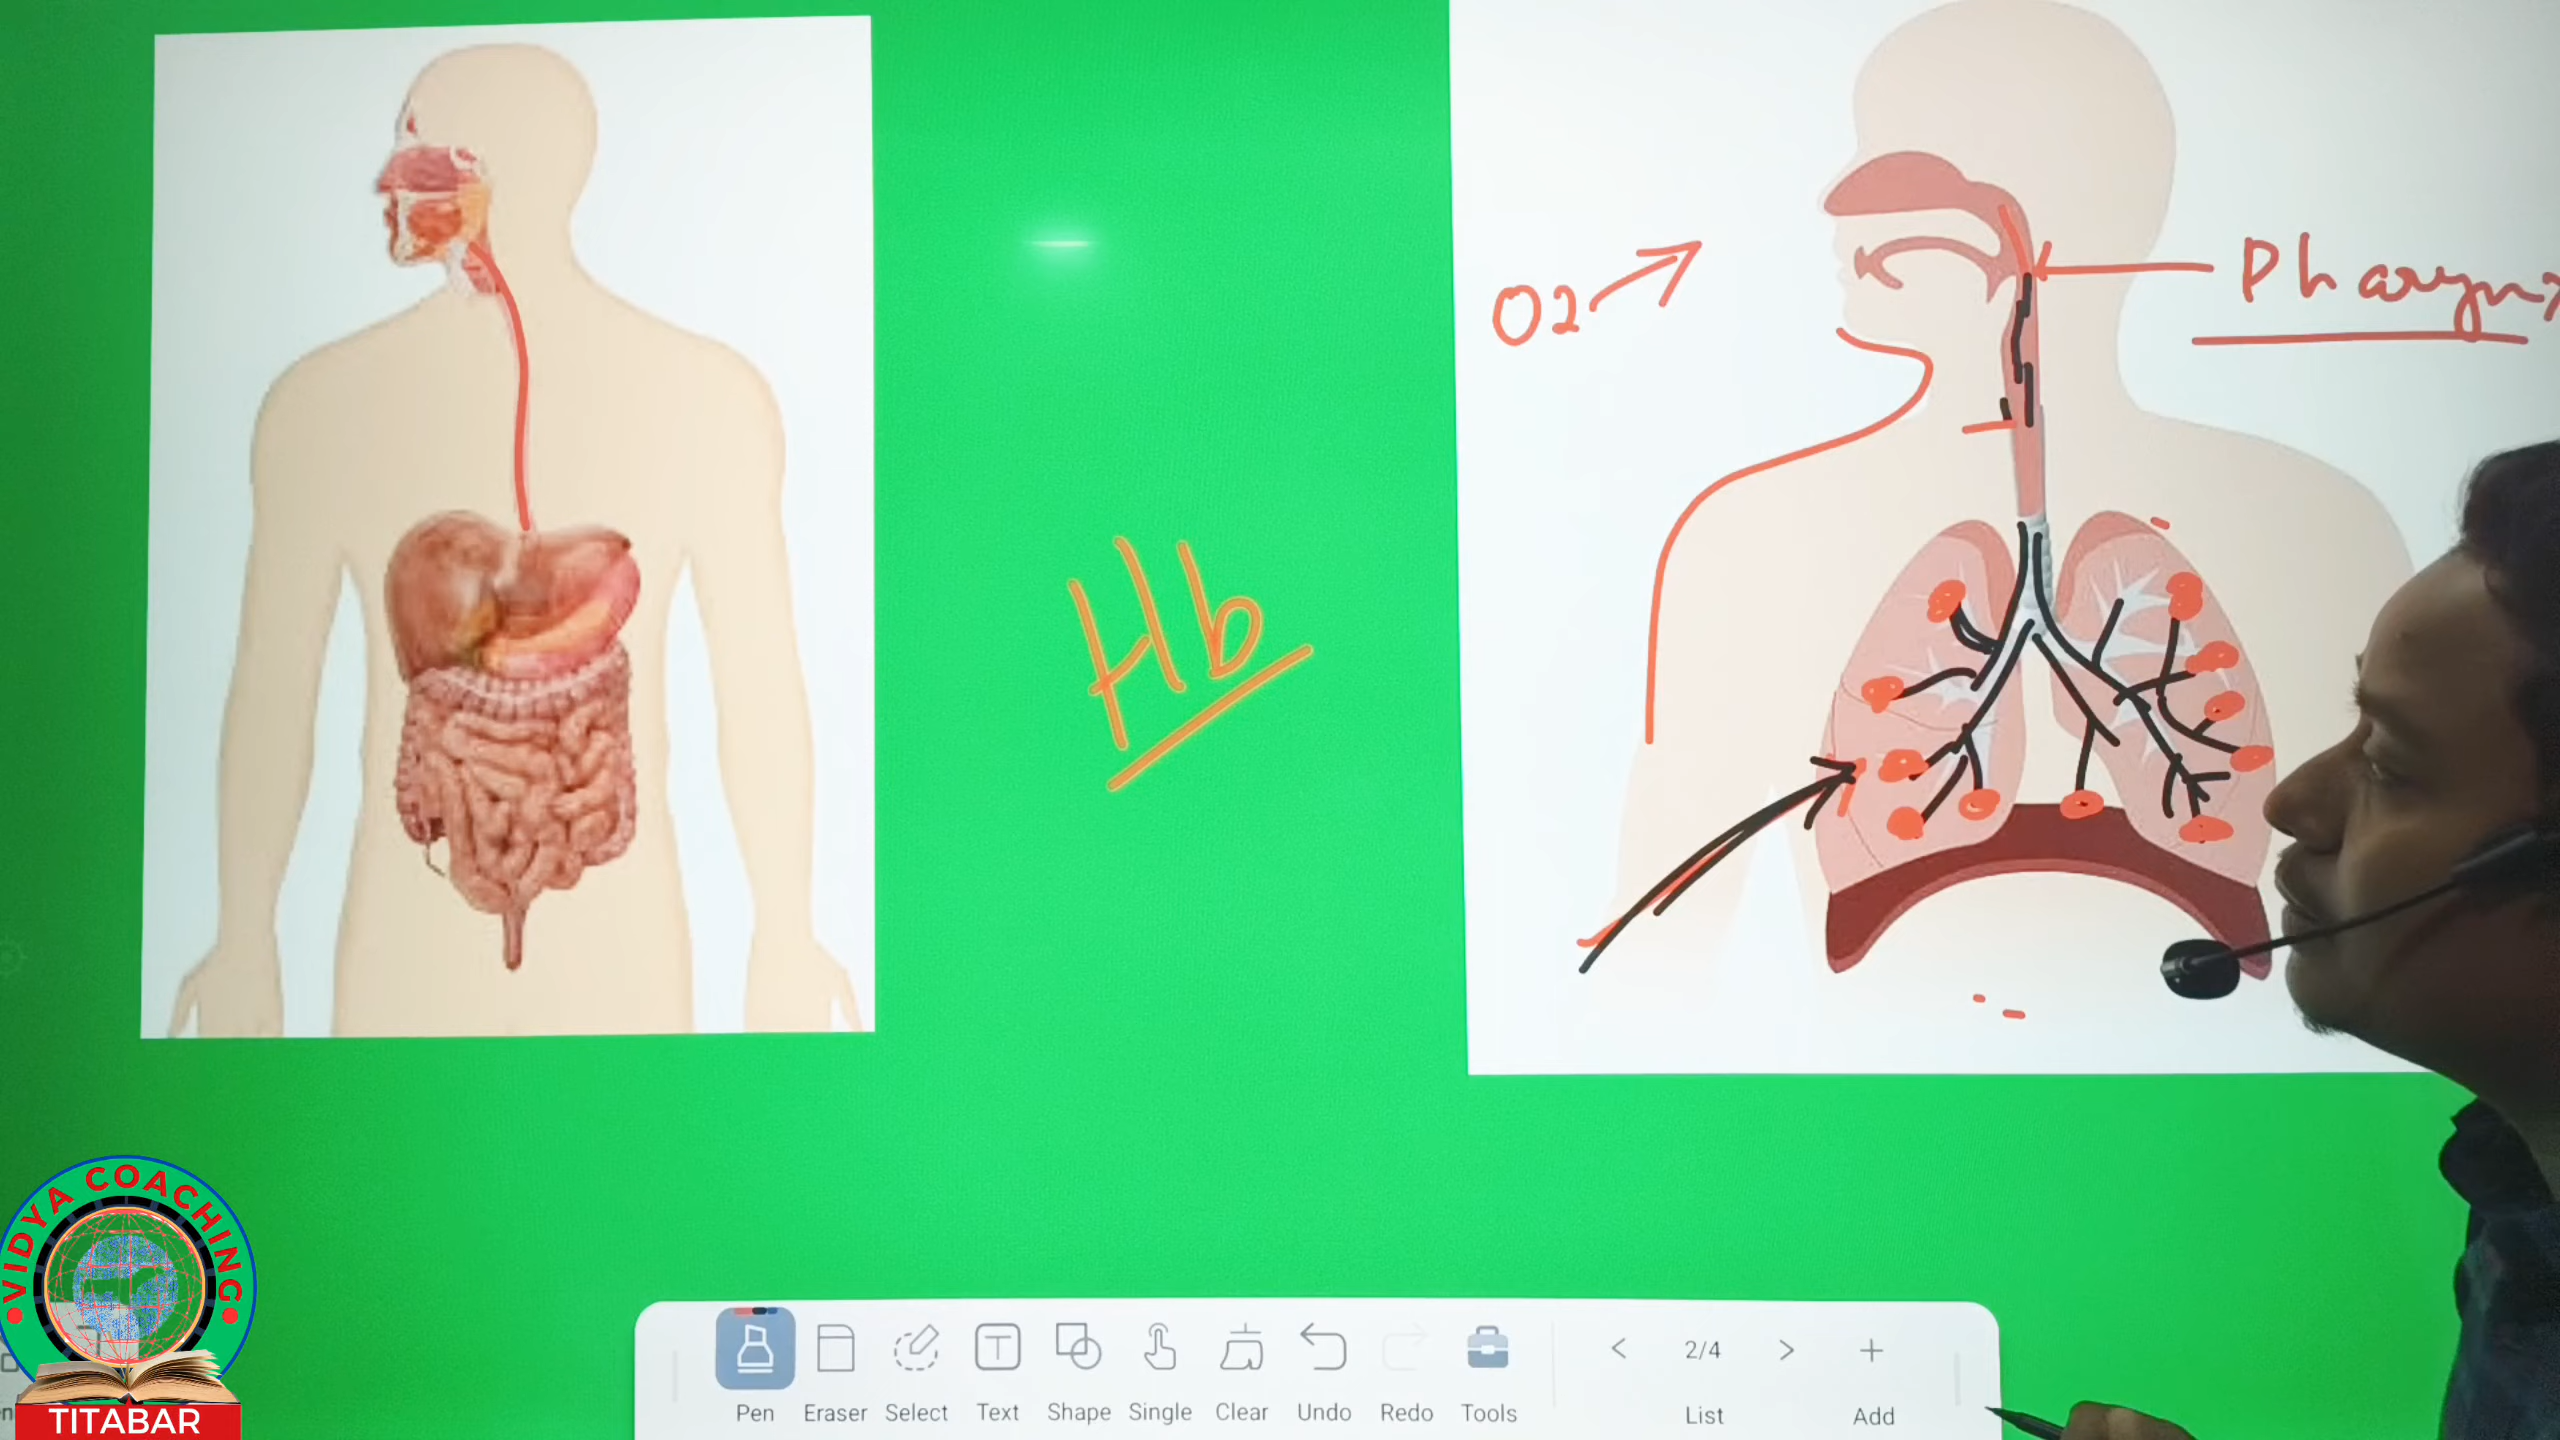 O2
Pharynx
Hb
VIDYA COACHING
TITABAR
Pen
Eraser
Select
Text
Shape
Single
Clear
Undo
Redo
Tools
2/4
List
Add